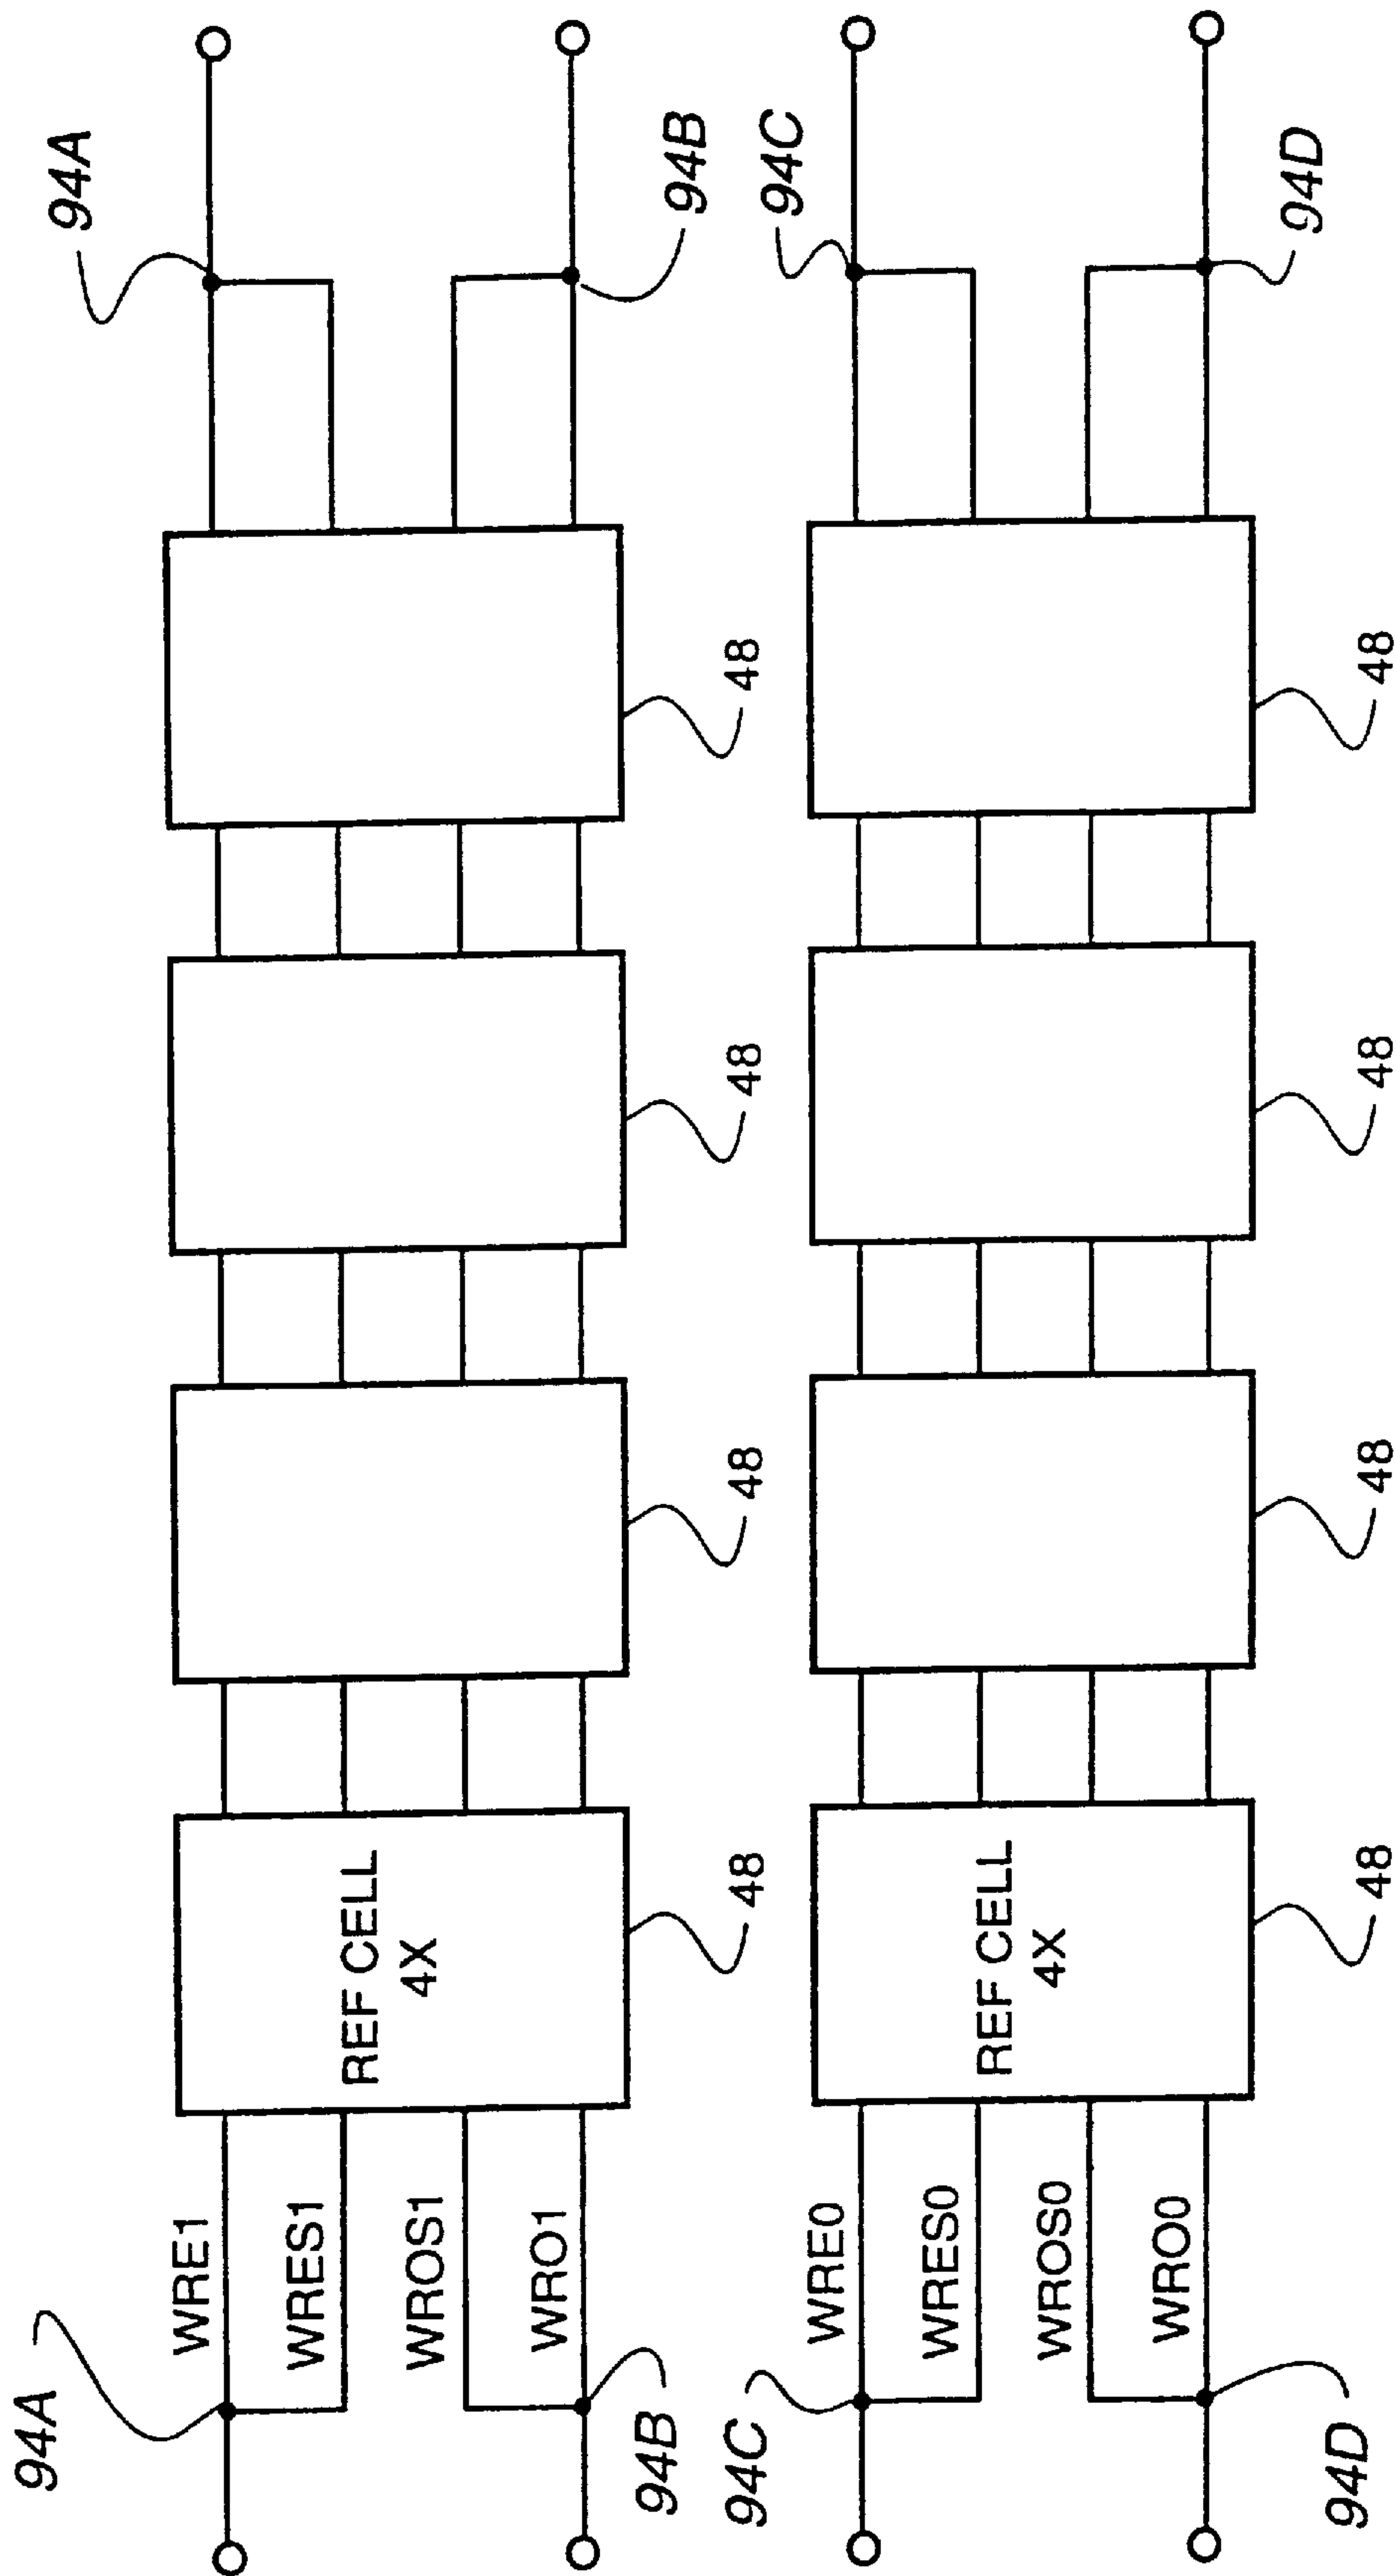 94A
94A
WRE1
WRES1
REF CELL
4X
WROS1
WRO1
94B
94B
48
48
48
48
94C
94C
WRE0
WRES0
REF CELL
4X
WROS0
WRO0
94D
94D
48
48
48
48